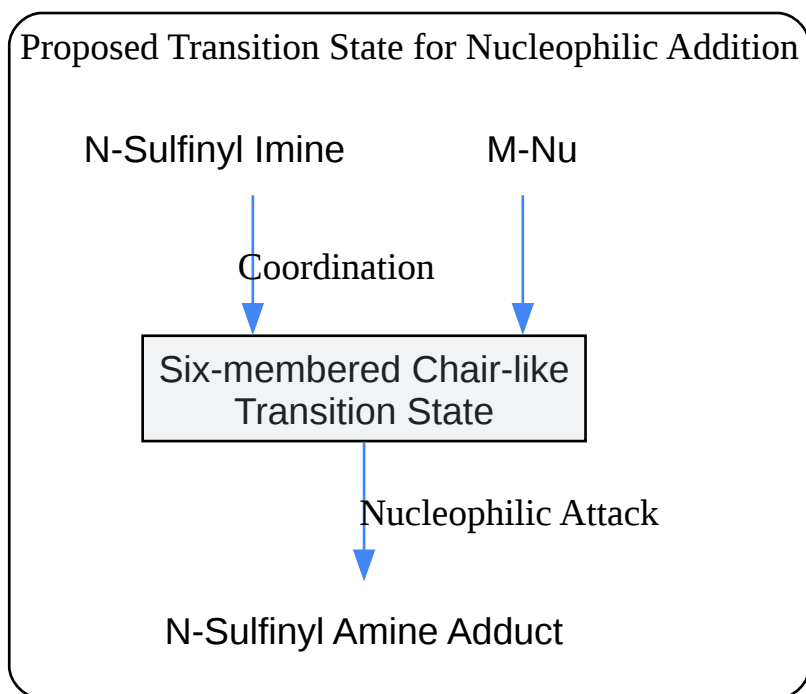 Proposed Transition State for Nucleophilic Addition
N-Sulfinyl Imine
M-Nu
Coordination
Six-membered Chair-like
Transition State
Nucleophilic Attack
N-Sulfinyl Amine Adduct